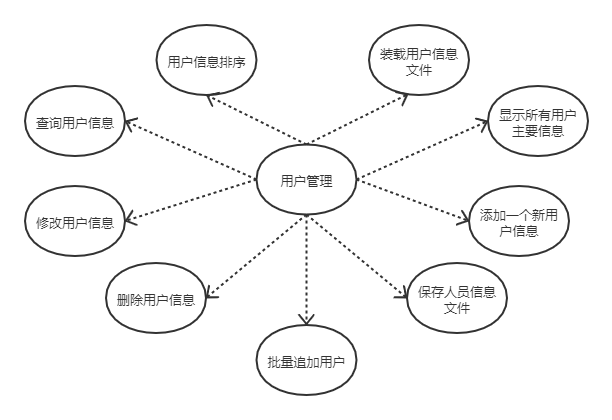 用户信息排序
装载用户信息
文件
查询用户信息
显示所有用户
主要信息
用户管理
修改用户信息
添加一个新用
户信息
删除用户信息
保存人员信息
文件
批量追加用户